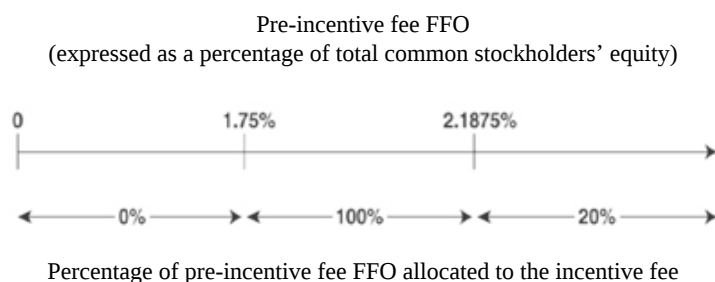 Pre-incentive fee FFO
(expressed as a percentage of total common stockholders’ equity)
0 1.75% 2.1875%
0% 100% 20%
Percentage of pre-incentive fee FFO allocated to the incentive fee